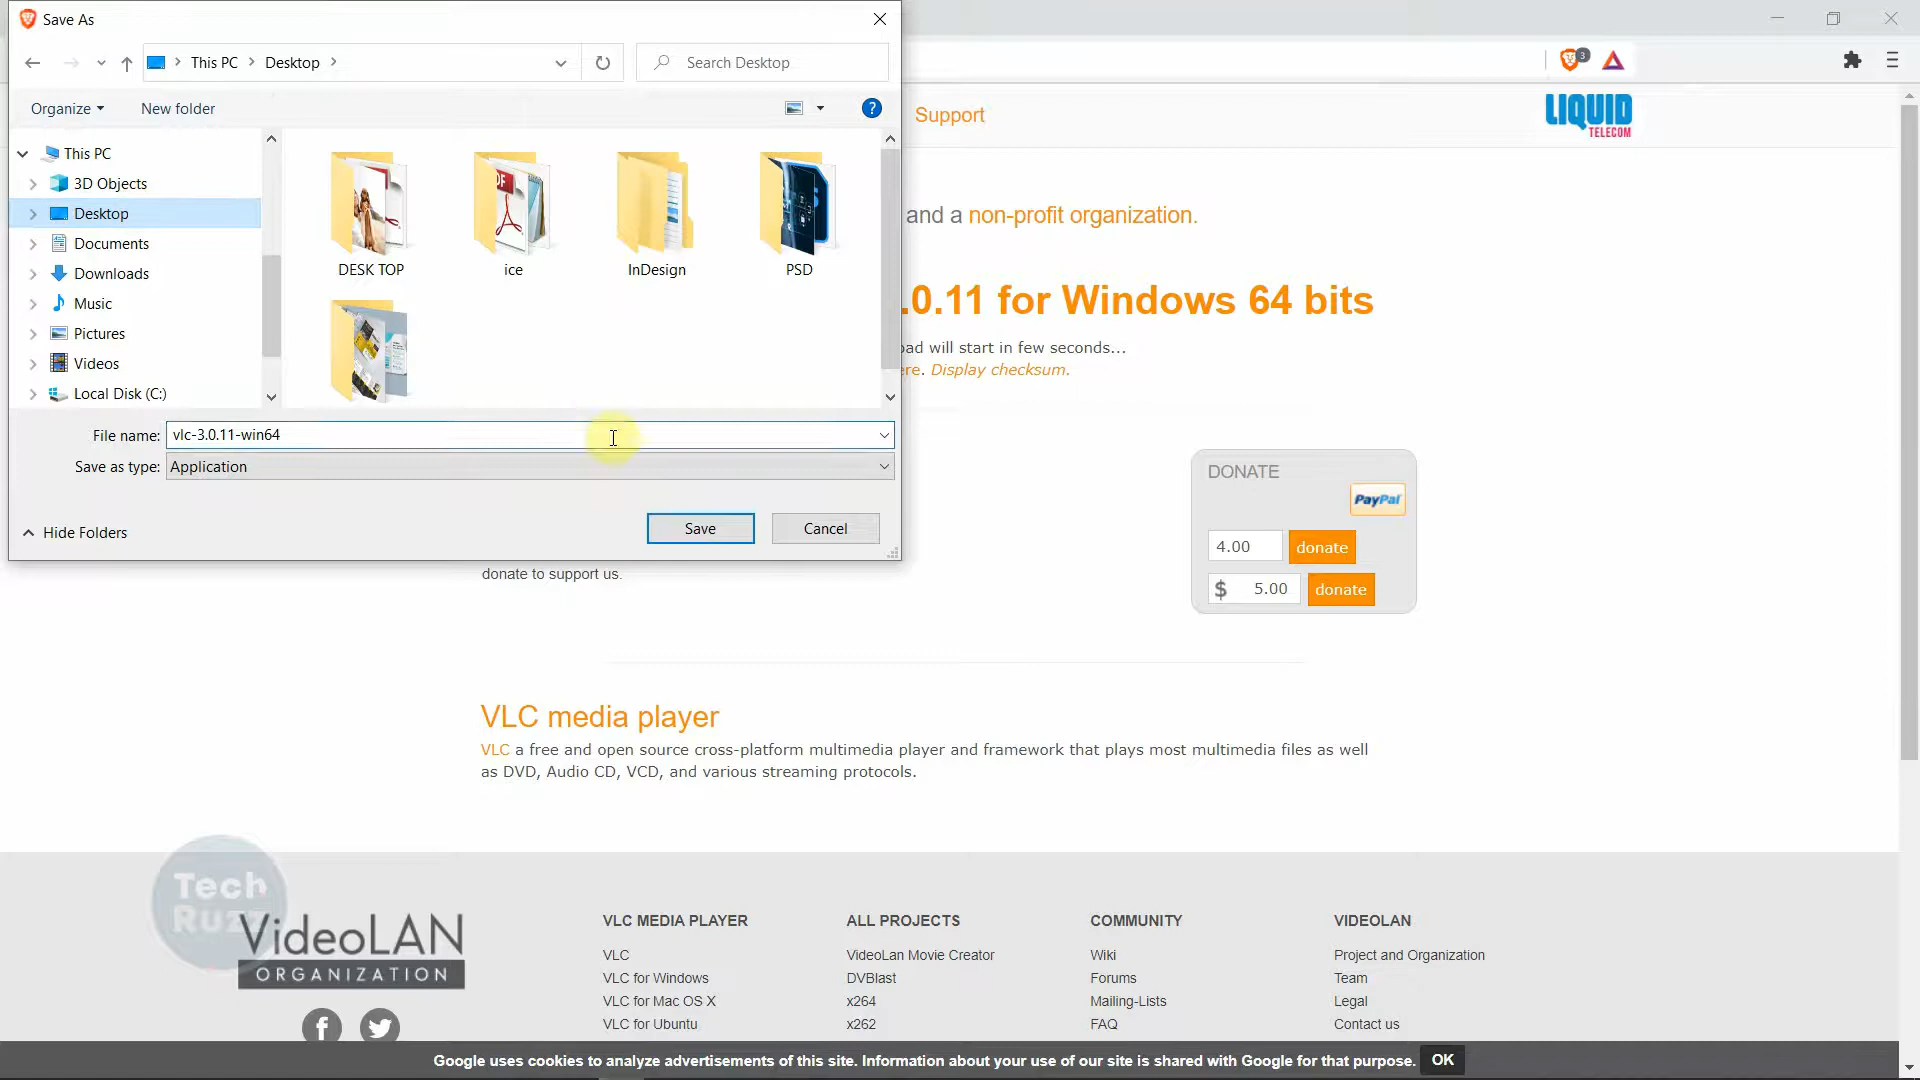 Save As
This PC
Desktop
Search Desktop
Organize
New folder
This PC
3D Objects
Desktop
Documents
Downloads
Music
Pictures
Videos
Local Disk (C:)
DESK TOP
ice
InDesign
PSD
File name: vlc-3.0.11-win64
Save as type: Application
Hide Folders
Save
Cancel
3
Support
LIQUID
TELECOM
and a non-profit organization.
.0.11 for Windows 64 bits
oad will start in few seconds...
ere. Display checksum.
donate to support us.
DONATE
PayPal
4.00 donate
$ 5.00 donate
VLC media player
VLC a free and open source cross-platform multimedia player and framework that plays most multimedia files as well
as DVD, Audio CD, VCD, and various streaming protocols.
Tech
Ruzz
VideoLAN
ORGANIZATION
VLC MEDIA PLAYER
VLC
VLC for Windows
VLC for Mac OS X
VLC for Ubuntu
ALL PROJECTS
VideoLan Movie Creator
DVBlast
x264
x262
COMMUNITY
Wiki
Forums
Mailing-Lists
FAQ
VIDEOLAN
Project and Organization
Team
Legal
Contact us
Google uses cookies to analyze advertisements of this site. Information about your use of our site is shared with Google for that purpose. OK